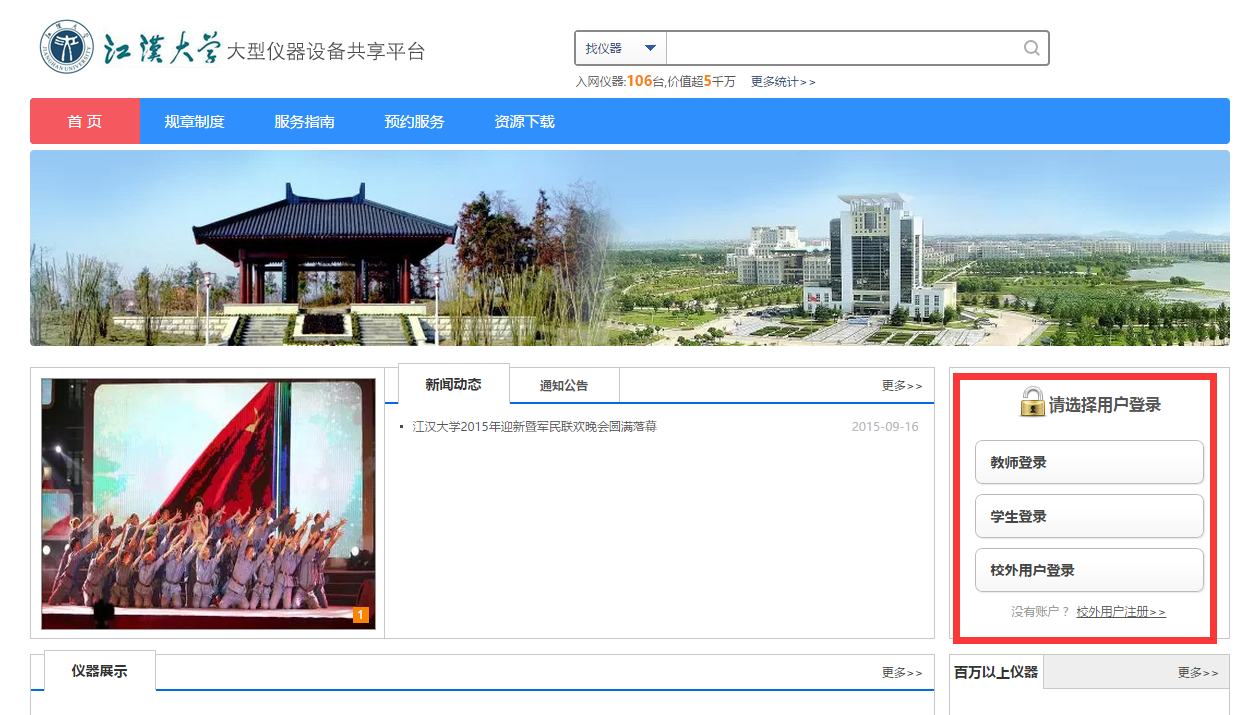 江漢大学 大型仪器设备共享平台
JIANGHAN UNIVERSITY
找仪器
入网仪器:106台,价值超5千万 更多统计>>
首 页 规章制度 服务指南 预约服务 资源下载
新闻动态 通知公告 更多>>
江汉大学2015年迎新暨军民联欢晚会圆满落幕 2015-09-16
1
请选择用户登录
教师登录
学生登录
校外用户登录
没有账户？ 校外用户注册>>
仪器展示 更多>>
百万以上仪器 更多>>